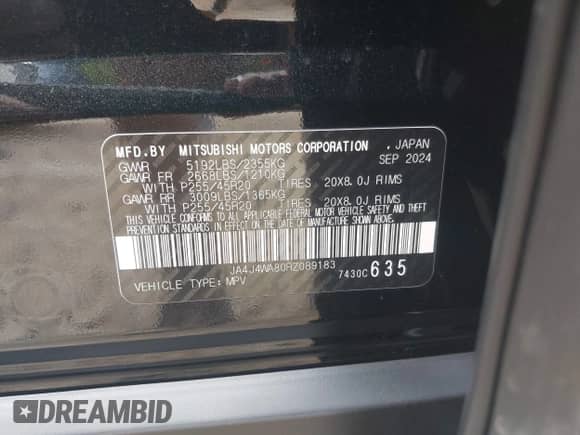 MFD.BY MITSUBISHI MOTORS CORPORATION , JAPAN
GVWR 5192LBS/2355KG SEP 2024
GAWR FR 2668LBS/1210KG
WITH P255/45R20 TIRES 20X8.0J RIMS
GAWR RR 3009LBS/1365KG
WITH P255/45R20 TIRES 20X8.0J RIMS
THIS VEHICLE CONFORMS TO ALL APPLICABLE FEDERAL MOTOR VEHICLE SAFETY AND THEFT
PREVENTION STANDARDS IN EFFECT ON THE DATE OF MANUFACTURE SHOWN ABOVE.
JA4J4WA80RZ089183
VEHICLE TYPE: MPV 7430C 635
DREAMBID